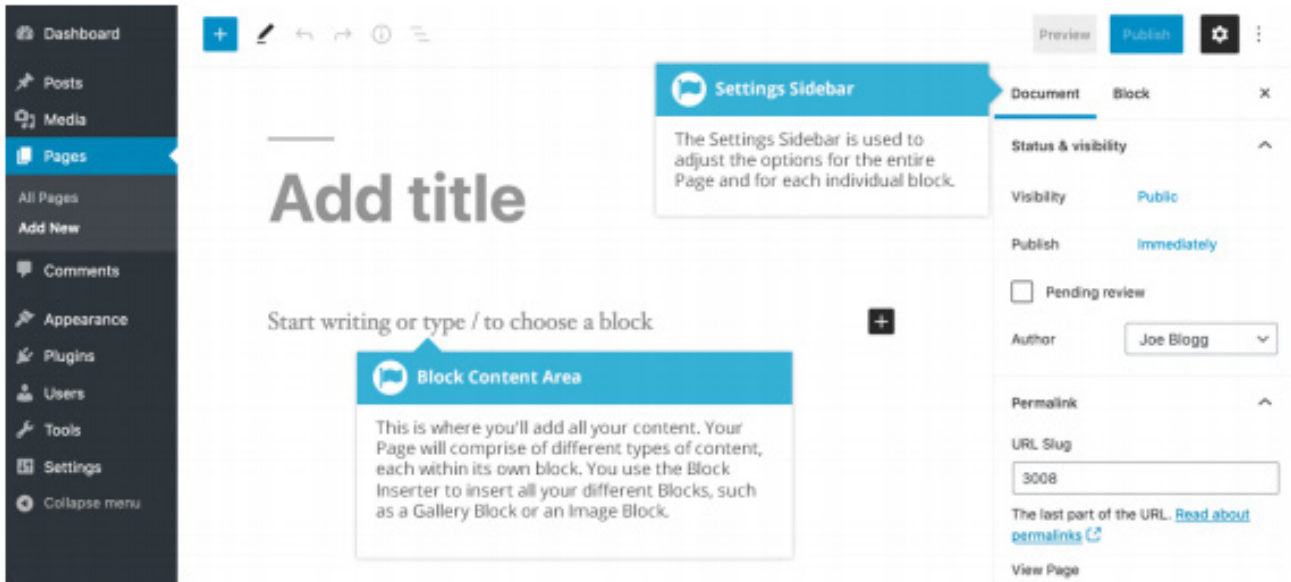 Dashboard
Posts
Media
Pages
All Pages
Add New
Comments
Appearance
Plugins
Users
Tools
Settings
Collapse menu
Preview
Publish
Add title
Start writing or type / to choose a block
Settings Sidebar
The Settings Sidebar is used to
adjust the options for the entire
Page and for each individual block.
Block Content Area
This is where you'll add all your content. Your
Page will comprise of different types of content,
each within its own block. You use the Block
Inserter to insert all your different Blocks, such
as a Gallery Block or an Image Block.
Document Block
Status & visibility
Visibility Public
Publish Immediately
Pending review
Author Joe Blogg
Permalink
URL Slug
3008
The last part of the URL. Read about
permalinks
View Page